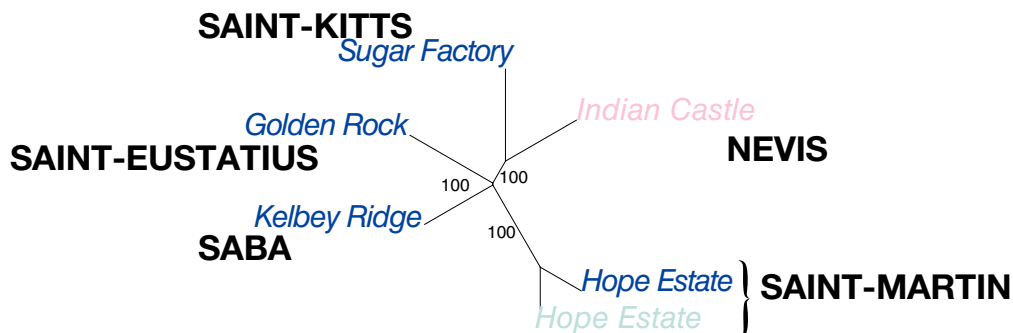 SAINT-KITTS
Sugar Factory
Indian Castle
Golden Rock
NEVIS
SAINT-EUSTATIUS
100
100
Kelbey Ridge
100
SABA
Hope Estate
SAINT-MARTIN
Hope Estate